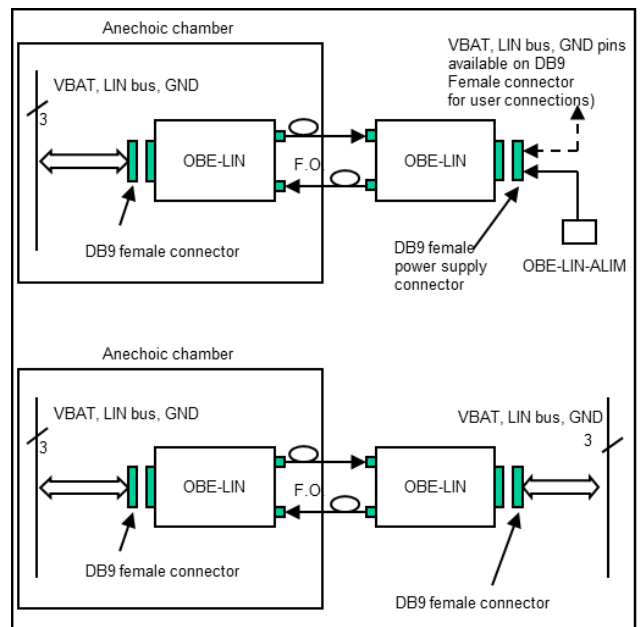 Anechoic chamber
VBAT, LIN bus, GND
3
OBE-LIN
DB9 female connector
F.O.
OBE-LIN
VBAT, LIN bus, GND pins
available on DB9
Female connector
for user connections)
DB9 female
power supply
connector
OBE-LIN-ALIM
Anechoic chamber
VBAT, LIN bus, GND
3
OBE-LIN
DB9 female connector
F.O.
OBE-LIN
VBAT, LIN bus, GND
3
DB9 female connector